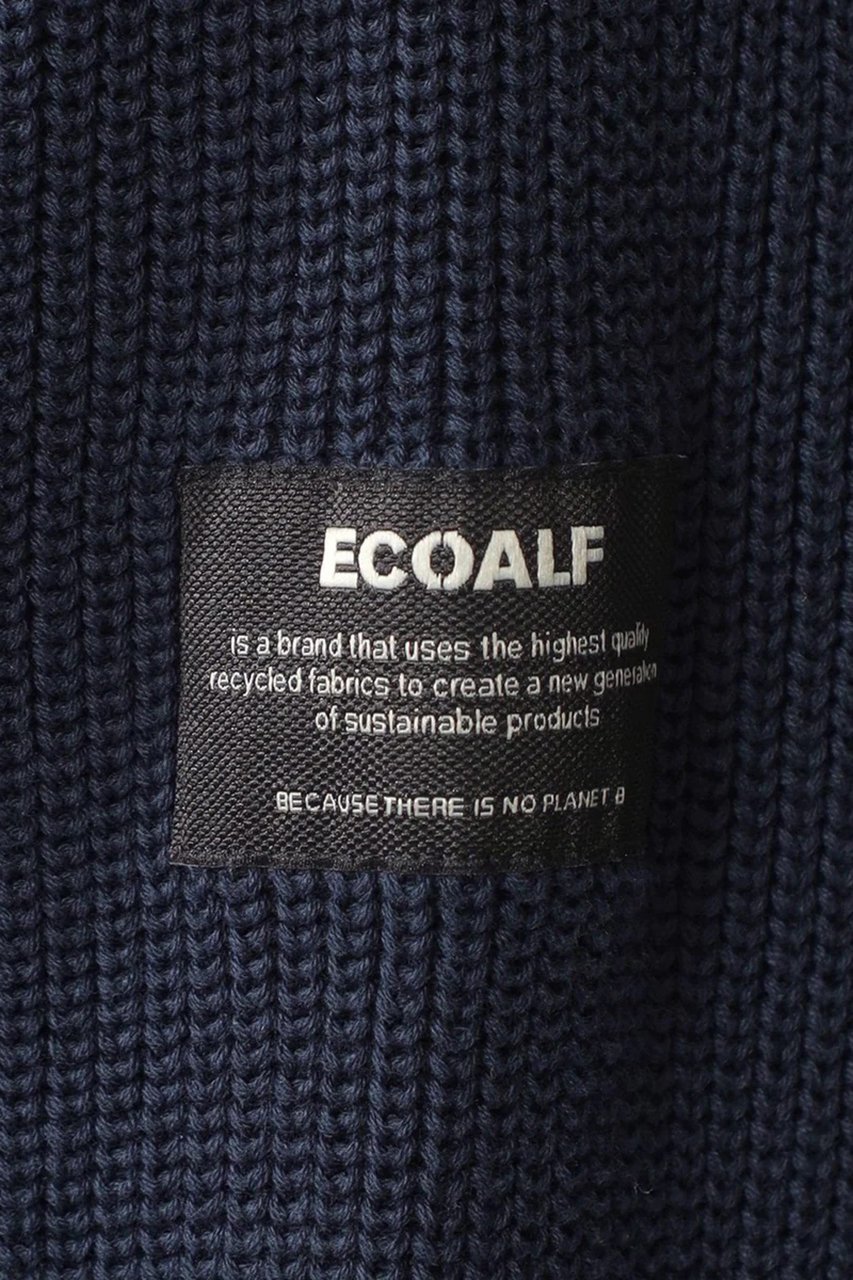 ECOALF
is a brand that uses the highest quality
recycled fabrics to create a new generation
of sustainable products
BECAUSE THERE IS NO PLANET B